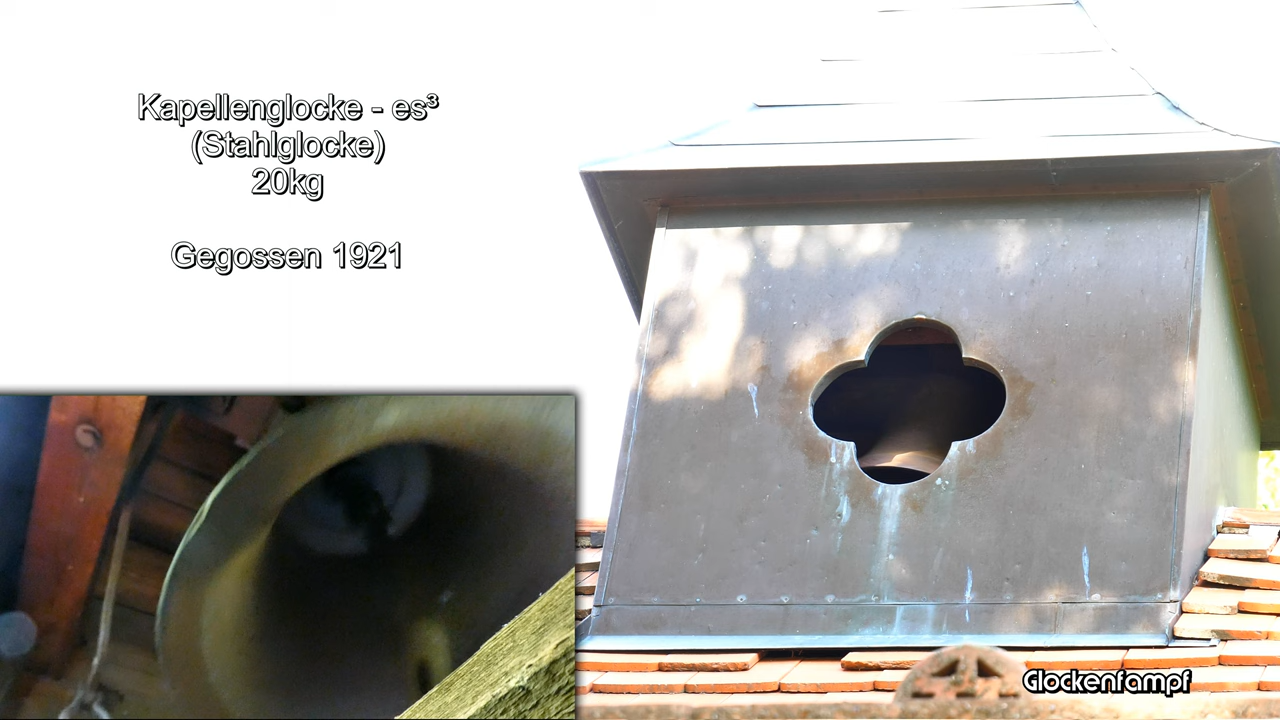 Kapellenglocke - es³
(Stahlglocke)
20kg
Gegossen 1921
Glockenfampf